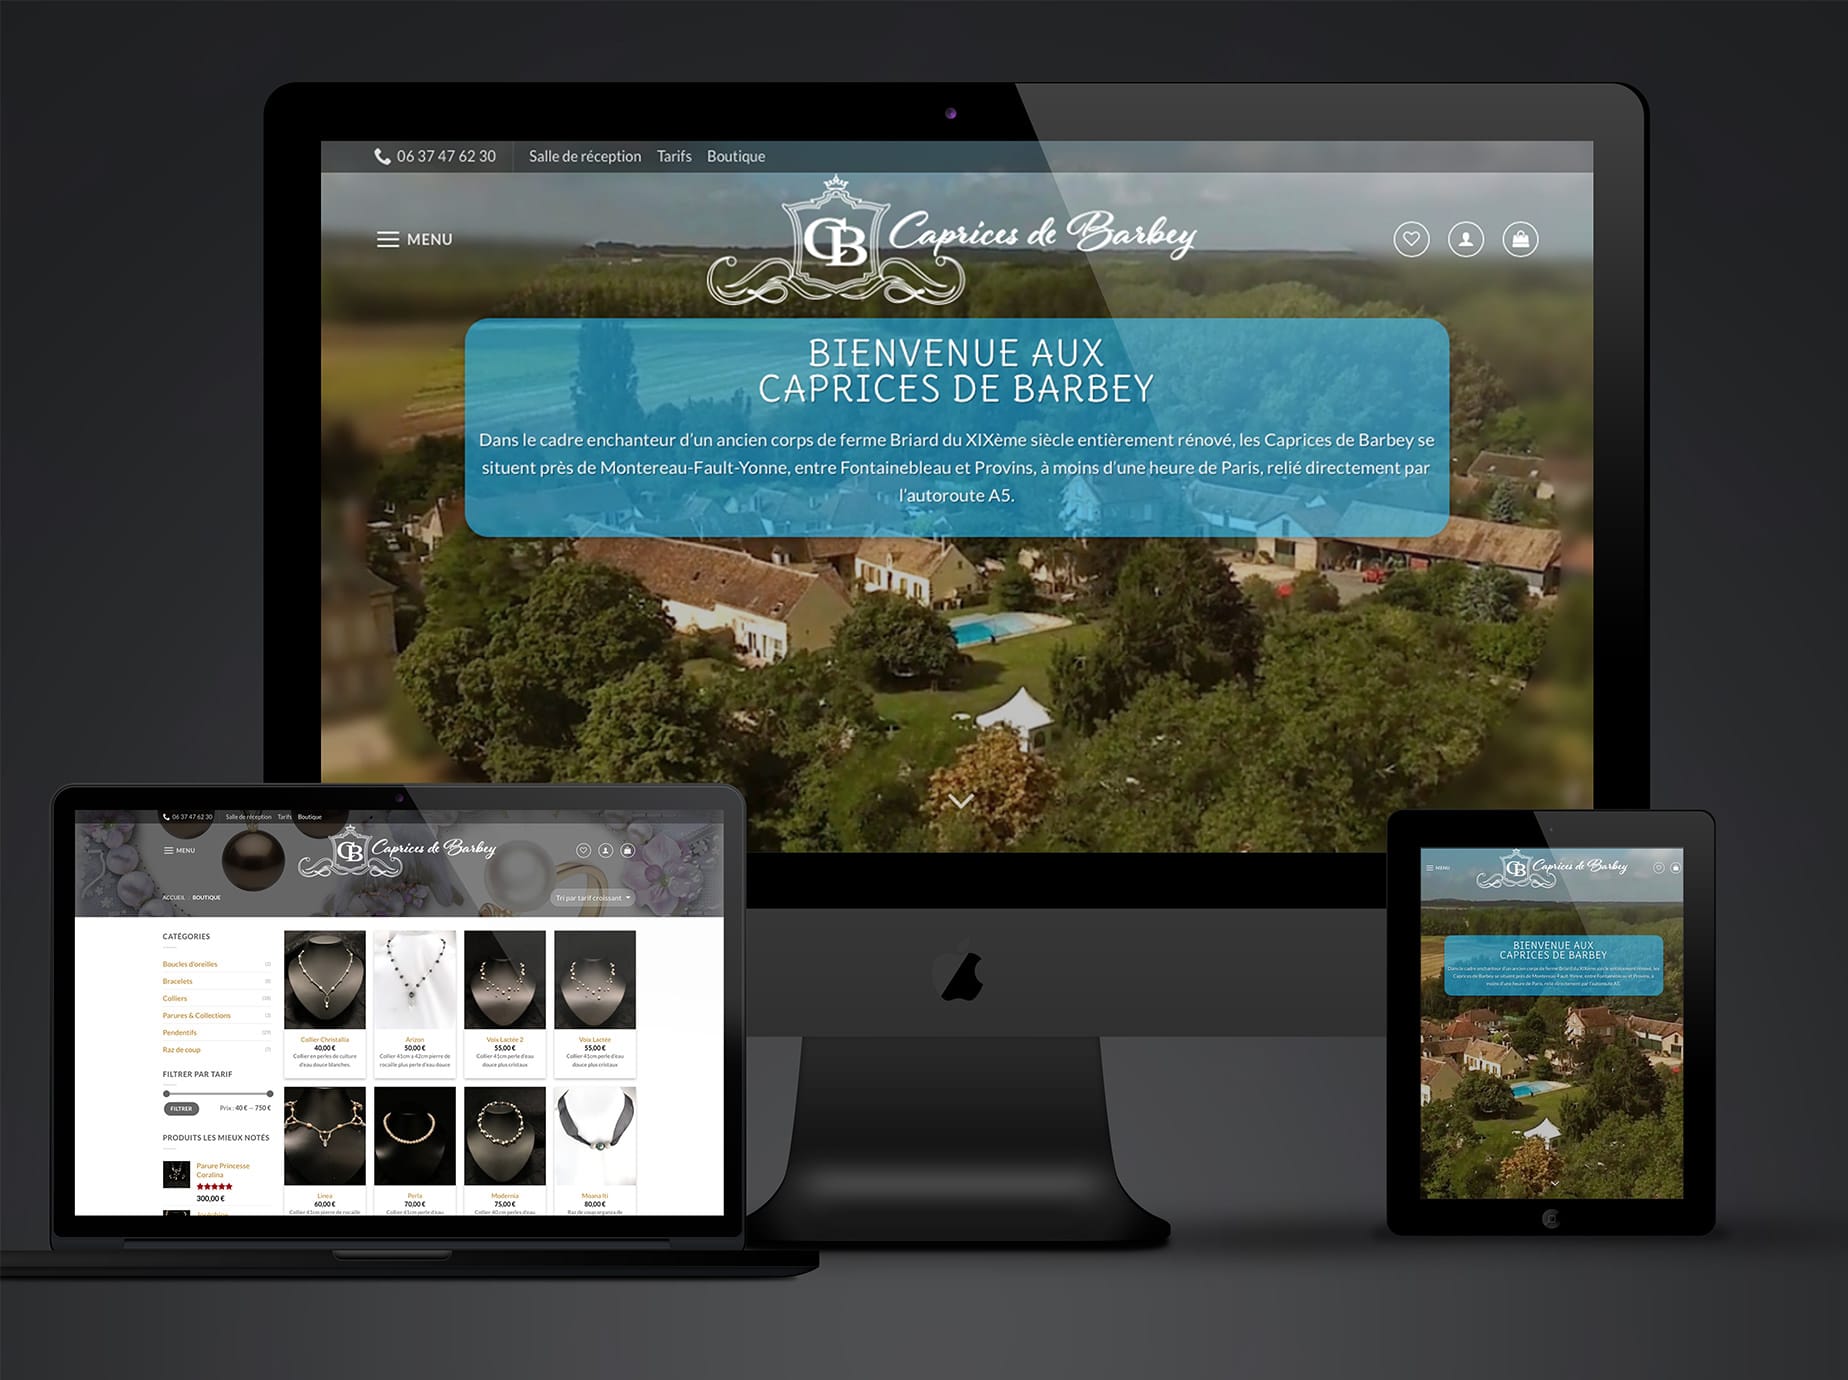 06 37 47 62 30
Salle de réception
Tarifs
Boutique
MENU
CB
Caprices de Barbey
BIENVENUE AUX
CAPRICES DE BARBEY
Dans le cadre enchanteur d'un ancien corps de ferme Briard du XIXème siècle entièrement rénové, les Caprices de Barbey se
situent près de Montereau-Fault-Yonne, entre Fontainebleau et Provins, à moins d'une heure de Paris, relié directement par
l'autoroute A5.
06 37 47 62 30
Salle de réception
Tarifs
Boutique
MENU
CB
Caprices de Barbey
ACCUEIL / BOUTIQUE
Tri par tarif croissant
CATÉGORIES
Boucles d'oreilles
Bracelets
Colliers
Parures & Collections
Pendentifs
Raz de coup
FILTRER PAR TARIF
FILTRER
Prix : 40 € — 750 €
PRODUITS LES MIEUX NOTÉS
Parure Princesse
Coralina
300,00 €
Collier Christallia
40,00 €
Collier en perles de culture
d'eau douce blanches.
Arizon
50,00 €
Collier 41cm à 42cm pierre de
rocaille plus perle d'eau douce
Voix Lactée 2
55,00 €
Collier 41cm perle d'eau
douce plus cristaux
Voix Lactée
55,00 €
Collier 41cm perle d'eau
douce plus cristaux
Linea
60,00 €
Collier 41cm pierre de rocaille
Perla
70,00 €
Collier 41cm perle d'eau
Modernia
75,00 €
Collier 40 cm perles d'eau
Moana Iti
80,00 €
Raz de coup organza de
MENU
CB
Caprices de Barbey
BIENVENUE AUX
CAPRICES DE BARBEY
Dans le cadre enchanteur d'un ancien corps de ferme Briard du XIXème siècle entièrement rénové, les
Caprices de Barbey se situent près de Montereau-Fault-Yonne, entre Fontainebleau et Provins, à
moins d'une heure de Paris, relié directement par l'autoroute A5.